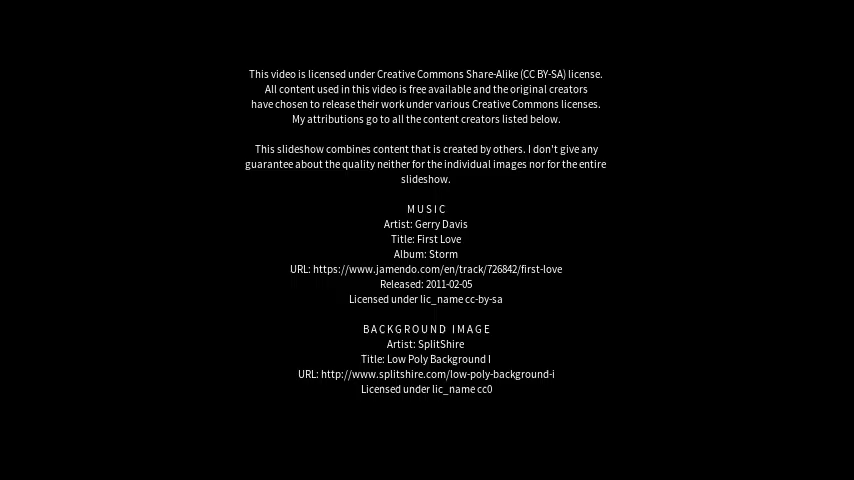 This video is licensed under Creative Commons Share-Alike (CC BY-SA) license.
All content used in this video is free available and the original creators
have chosen to release their work under various Creative Commons licenses.
My attributions go to all the content creators listed below.
This slideshow combines content that is created by others. I don't give any
guarantee about the quality neither for the individual images nor for the entire
slideshow.
MUSIC
Artist: Gerry Davis
Title: First Love
Album: Storm
URL: https://www.jamendo.com/en/track/726842/first-love
Released: 2011-02-05
Licensed under lic_name cc-by-sa
BACKGROUND IMAGE
Artist: SplitShire
Title: Low Poly Background I
URL: http://www.splitshire.com/low-poly-background-i
Licensed under lic_name cc0